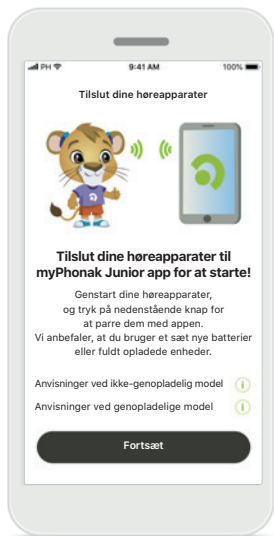 PH
9:41 AM
100%
Tilslut dine høreapparater
Tilslut dine høreapparater til
myPhonak Junior app for at starte!
Genstart dine høreapparater,
og tryk på nedenstående knap for
at parre dem med appen.
Vi anbefaler, at du bruger et sæt nye batterier
eller fuldt opladede enheder.
Anvisninger ved ikke-genopladelig model
Anvisninger ved genopladelige model
Fortsæt